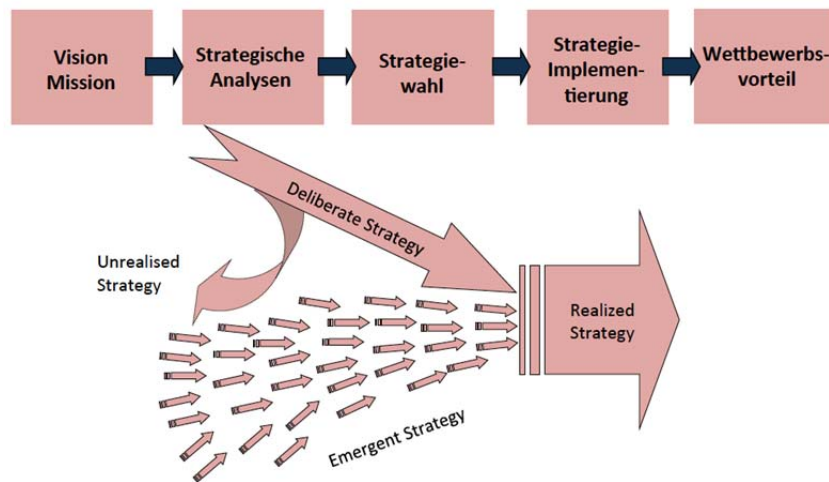 Vision
Mission
Strategische
Analysen
Strategie-
wahl
Strategie-
Implemen-
tierung
Wettbewerbs-
vorteil
Deliberate Strategy
Unrealised
Strategy
Realized
Strategy
Emergent Strategy